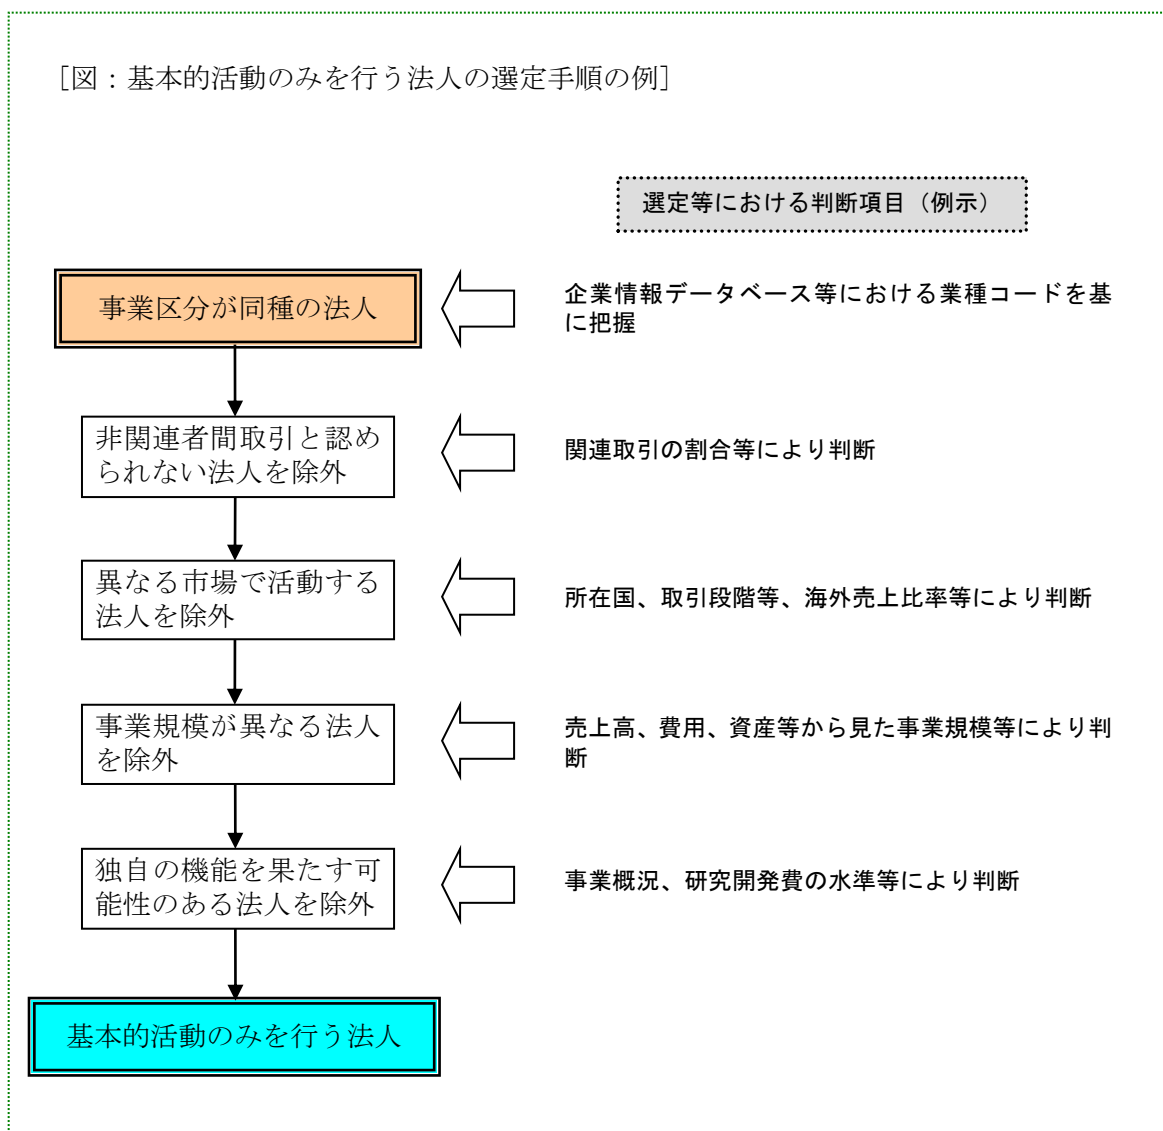 ［図：基本的活動のみを行う法人の選定手順の例］
選定等における判断項目（例示）
事業区分が同種の法人
企業情報データベース等における業種コードを基
に把握
非関連者間取引と認め
られない法人を除外
関連取引の割合等により判断
異なる市場で活動する
法人を除外
所在国、取引段階等、海外売上比率等により判断
事業規模が異なる法人
を除外
売上高、費用、資産等から見た事業規模等により判
断
独自の機能を果たす可
能性のある法人を除外
事業概況、研究開発費の水準等により判断
基本的活動のみを行う法人